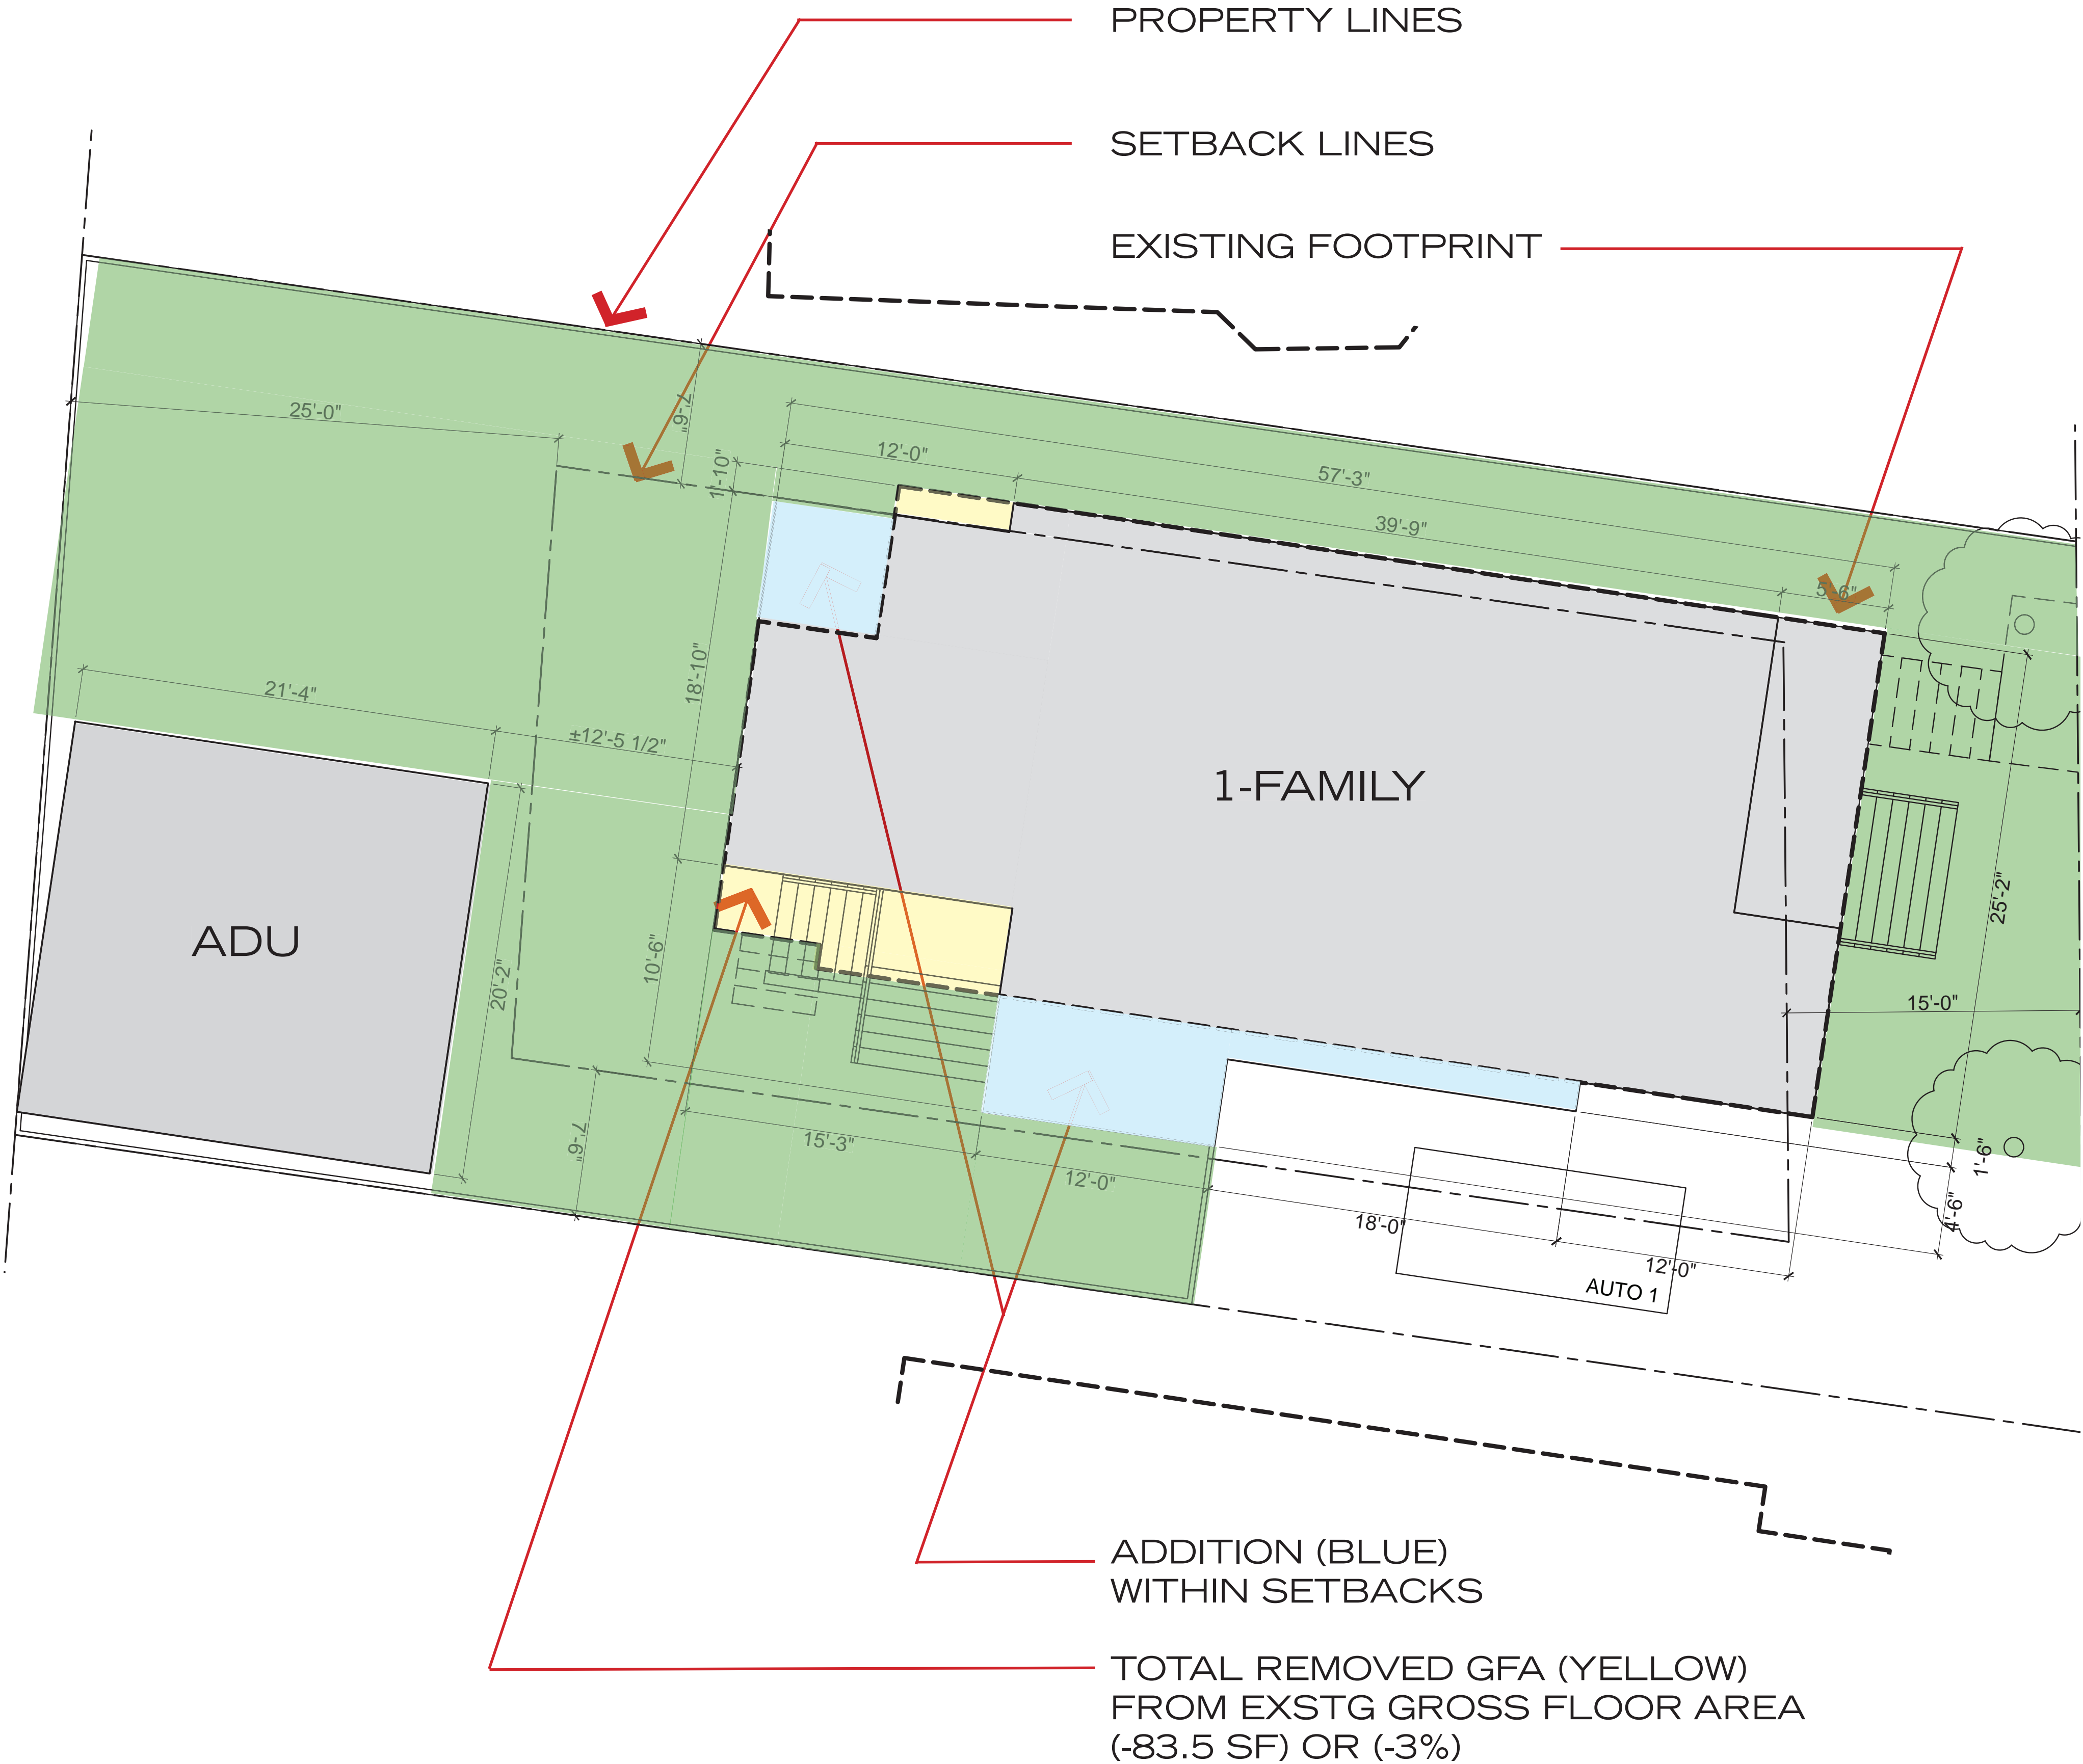 PROPERTY LINES
SETBACK LINES
EXISTING FOOTPRINT
25'-0"
7'-6"
1'-10"
12'-0"
57'-3"
39'-9"
5'-6"
18'-10"
21'-4"
±12'-5 1/2"
1-FAMILY
ADU
20'-2"
10'-6"
25'-2"
15'-0"
7'-6"
15'-3"
12'-0"
18'-0"
12'-0"
1'-6"
4'-6"
AUTO 1
ADDITION (BLUE)
WITHIN SETBACKS
TOTAL REMOVED GFA (YELLOW)
FROM EXSTG GROSS FLOOR AREA
(-83.5 SF) OR (-3%)